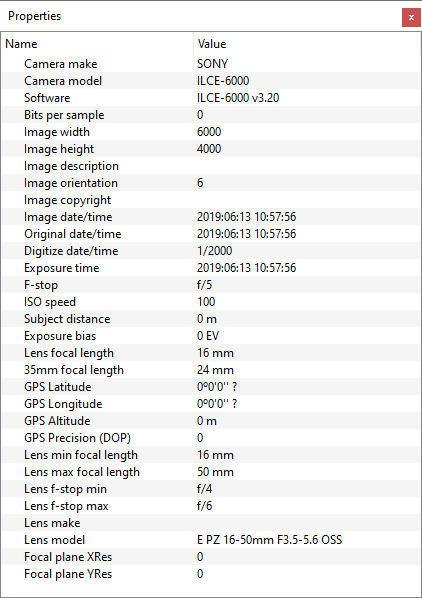 Properties
x
Name Value
Camera make SONY
Camera model ILCE-6000
Software ILCE-6000 v3.20
Bits per sample 0
Image width 6000
Image height 4000
Image description
Image orientation 6
Image copyright
Image date/time 2019:06:13 10:57:56
Original date/time 2019:06:13 10:57:56
Digitize date/time 1/2000
Exposure time 2019:06:13 10:57:56
F-stop f/5
ISO speed 100
Subject distance 0 m
Exposure bias 0 EV
Lens focal length 16 mm
35mm focal length 24 mm
GPS Latitude 0º0'0'' ?
GPS Longitude 0º0'0'' ?
GPS Altitude 0 m
GPS Precision (DOP) 0
Lens min focal length 16 mm
Lens max focal length 50 mm
Lens f-stop min f/4
Lens f-stop max f/6
Lens make
Lens model E PZ 16-50mm F3.5-5.6 OSS
Focal plane XRes 0
Focal plane YRes 0